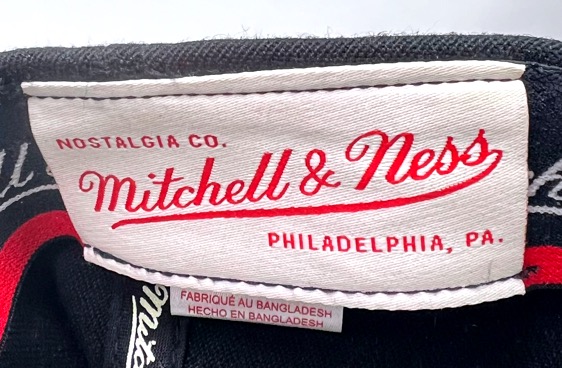 NOSTALGIA CO.
Mitchell & Ness
PHILADELPHIA, PA.
FABRIQUÉ AU BANGLADESH
HECHO EN BANGLADESH